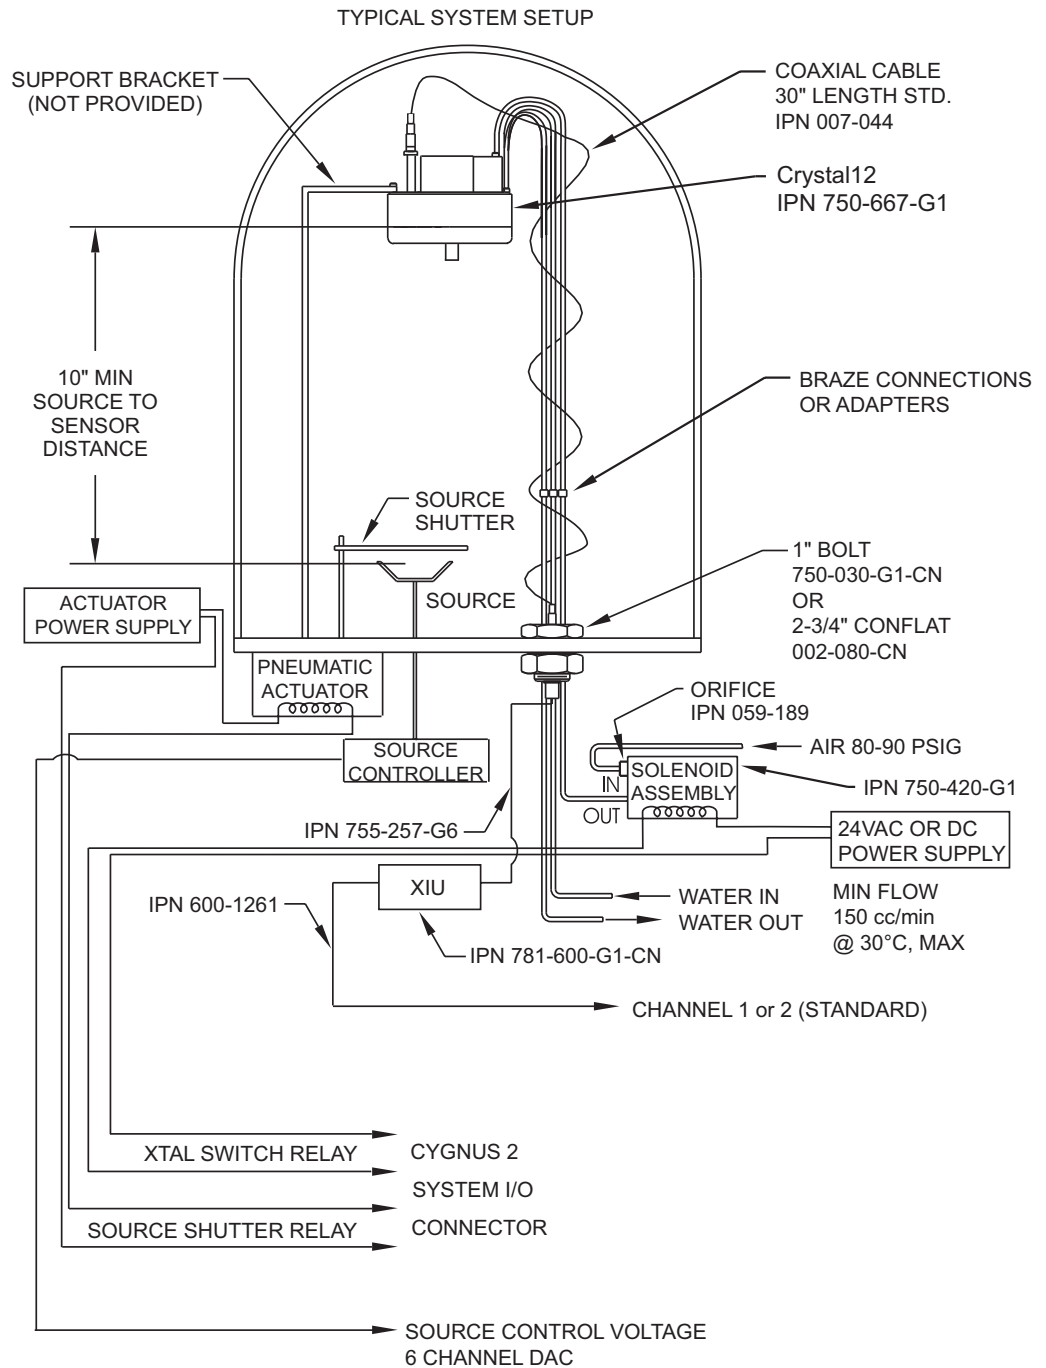 TYPICAL SYSTEM SETUP
SUPPORT BRACKET
(NOT PROVIDED)
COAXIAL CABLE
30" LENGTH STD.
IPN 007-044
Crystal12
IPN 750-667-G1
10" MIN
SOURCE TO
SENSOR
DISTANCE
BRAZE CONNECTIONS
OR ADAPTERS
SOURCE
SHUTTER
SOURCE
1" BOLT
750-030-G1-CN
OR
2-3/4" CONFLAT
002-080-CN
ACTUATOR
POWER SUPPLY
PNEUMATIC
ACTUATOR
SOURCE
CONTROLLER
ORIFICE
IPN 059-189
AIR 80-90 PSIG
SOLENOID
ASSEMBLY
IN
OUT
IPN 750-420-G1
IPN 755-257-G6
24VAC OR DC
POWER SUPPLY
XIU
IPN 600-1261
WATER IN
WATER OUT
MIN FLOW
150 cc/min
@ 30°C, MAX
IPN 781-600-G1-CN
CHANNEL 1 or 2 (STANDARD)
XTAL SWITCH RELAY
CYGNUS 2
SYSTEM I/O
CONNECTOR
SOURCE SHUTTER RELAY
SOURCE CONTROL VOLTAGE
6 CHANNEL DAC